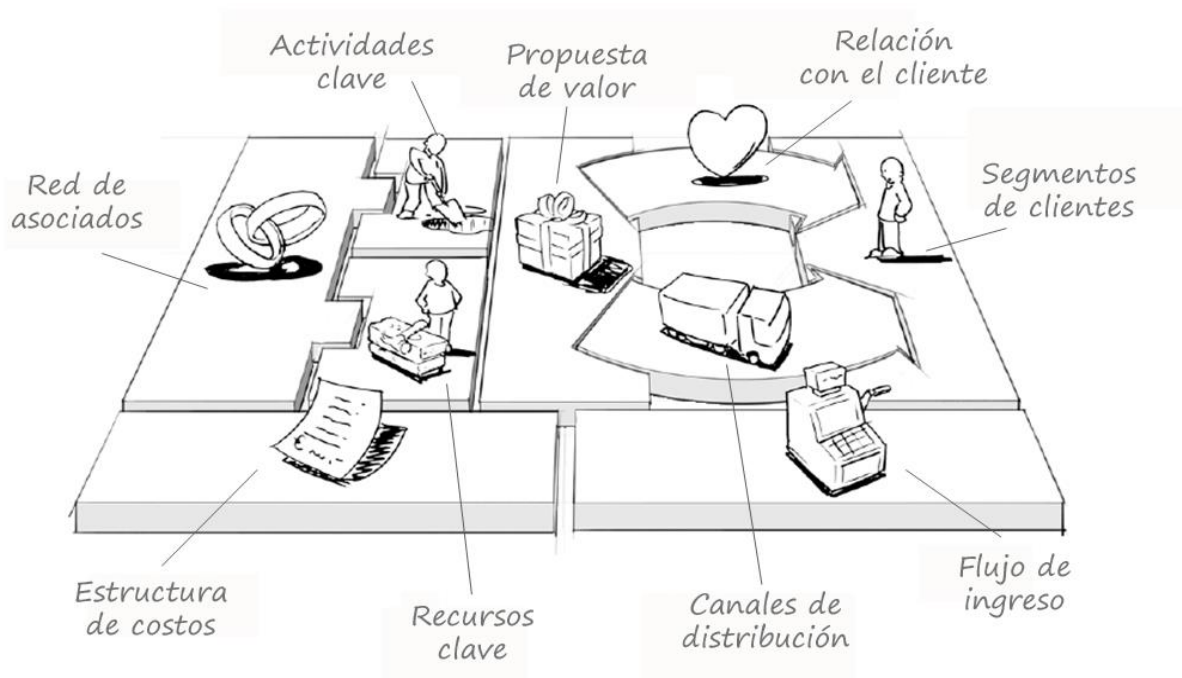 Actividades
clave
Propuesta
de valor
Relación
con el cliente
Red de
asociados
Segmentos
de clientes
Estructura
de costos
Recursos
clave
Canales de
distribución
Flujo de
ingreso